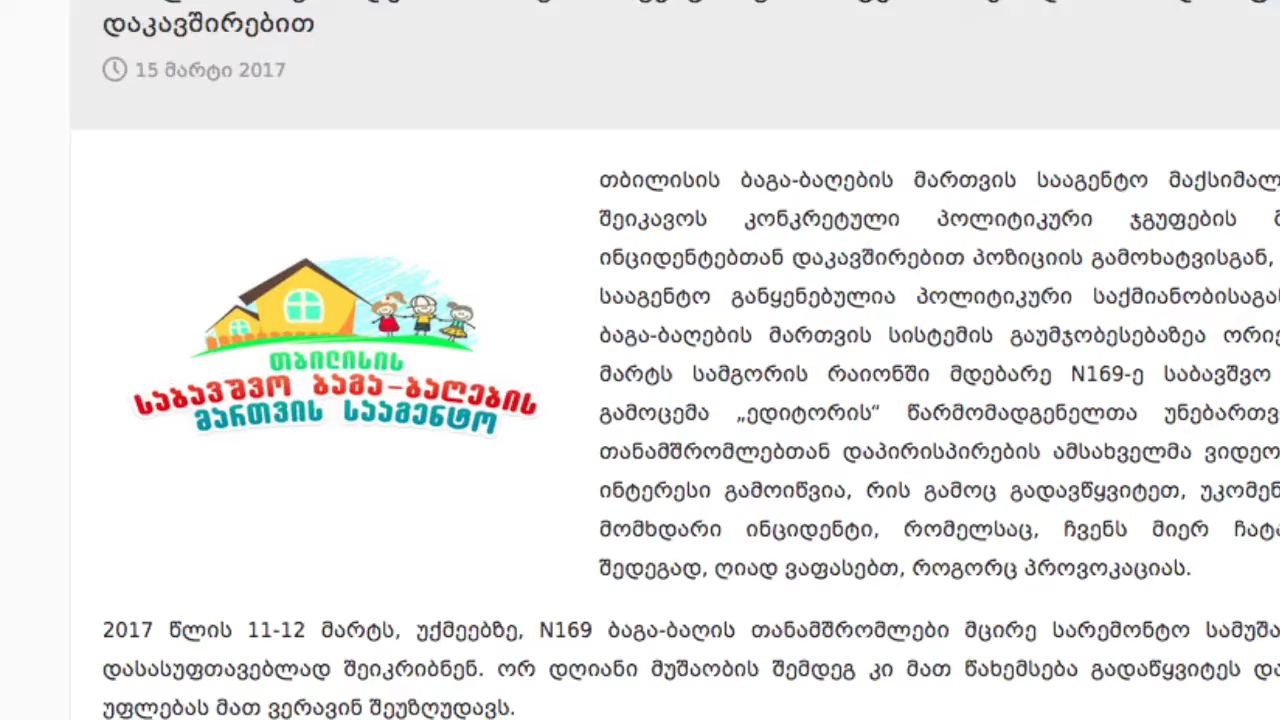 დაკავშირებით
15 მარტი 2017
თბილისის
საბავშვო ბაგა-ბაღების
მართვის სააგენტო
თბილისის ბაგა-ბაღების მართვის სააგენტო
შეიკავოს კონკრეტული პოლიტიკური ჯგუფების
ინციდენტებთან დაკავშირებით პოზიციის გამოხატვისგან,
სააგენტო განყენებულია პოლიტიკური
ბაგა-ბაღების მართვის სისტემის გაუმჯობესებაზეა
მარტს სამგორის რაიონში მდებარე N169-ე საბავშვო
გამოცემა „ედიტორის“ წარმომადგენელთა
თანამშრომლებთან დაპირისპირების ამსახველმა
ინტერესი გამოიწვია, რის გამოც გადავწყვიტეთ,
მომხდარი ინციდენტი, რომელსაც, ჩვენს მიერ
შედეგად, ღიად ვაფასებთ, როგორც პროვოკაციას.
2017 წლის 11-12 მარტს, უქმეებზე, N169 ბაგა-ბაღის თანამშრომლები მცირე სარემონტო
დასასუფთავებლად შეიკრიბნენ. ორ დღიანი მუშაობის შემდეგ კი მათ წახემსება გადაწყვიტეს
უფლებას მათ ვერავინ შეუზღუდავს.